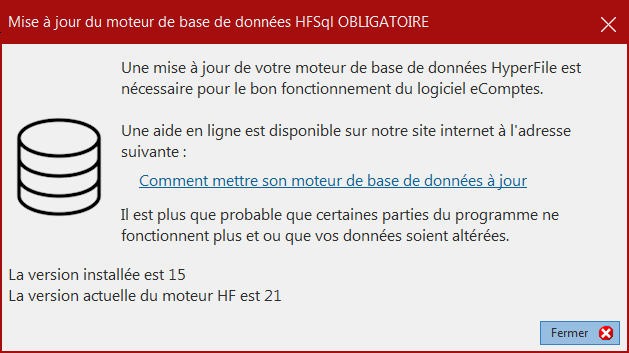 Mise à jour du moteur de base de données HFSql OBLIGATOIRE
Une mise à jour de votre moteur de base de données HyperFile est
nécessaire pour le bon fonctionnement du logiciel eComptes.
Une aide en ligne est disponible sur notre site internet à l'adresse
suivante :
Comment mettre son moteur de base de données à jour
Il est plus que probable que certaines parties du programme ne
fonctionnent plus et ou que vos données soient altérées.
La version installée est 15
La version actuelle du moteur HF est 21
Fermer